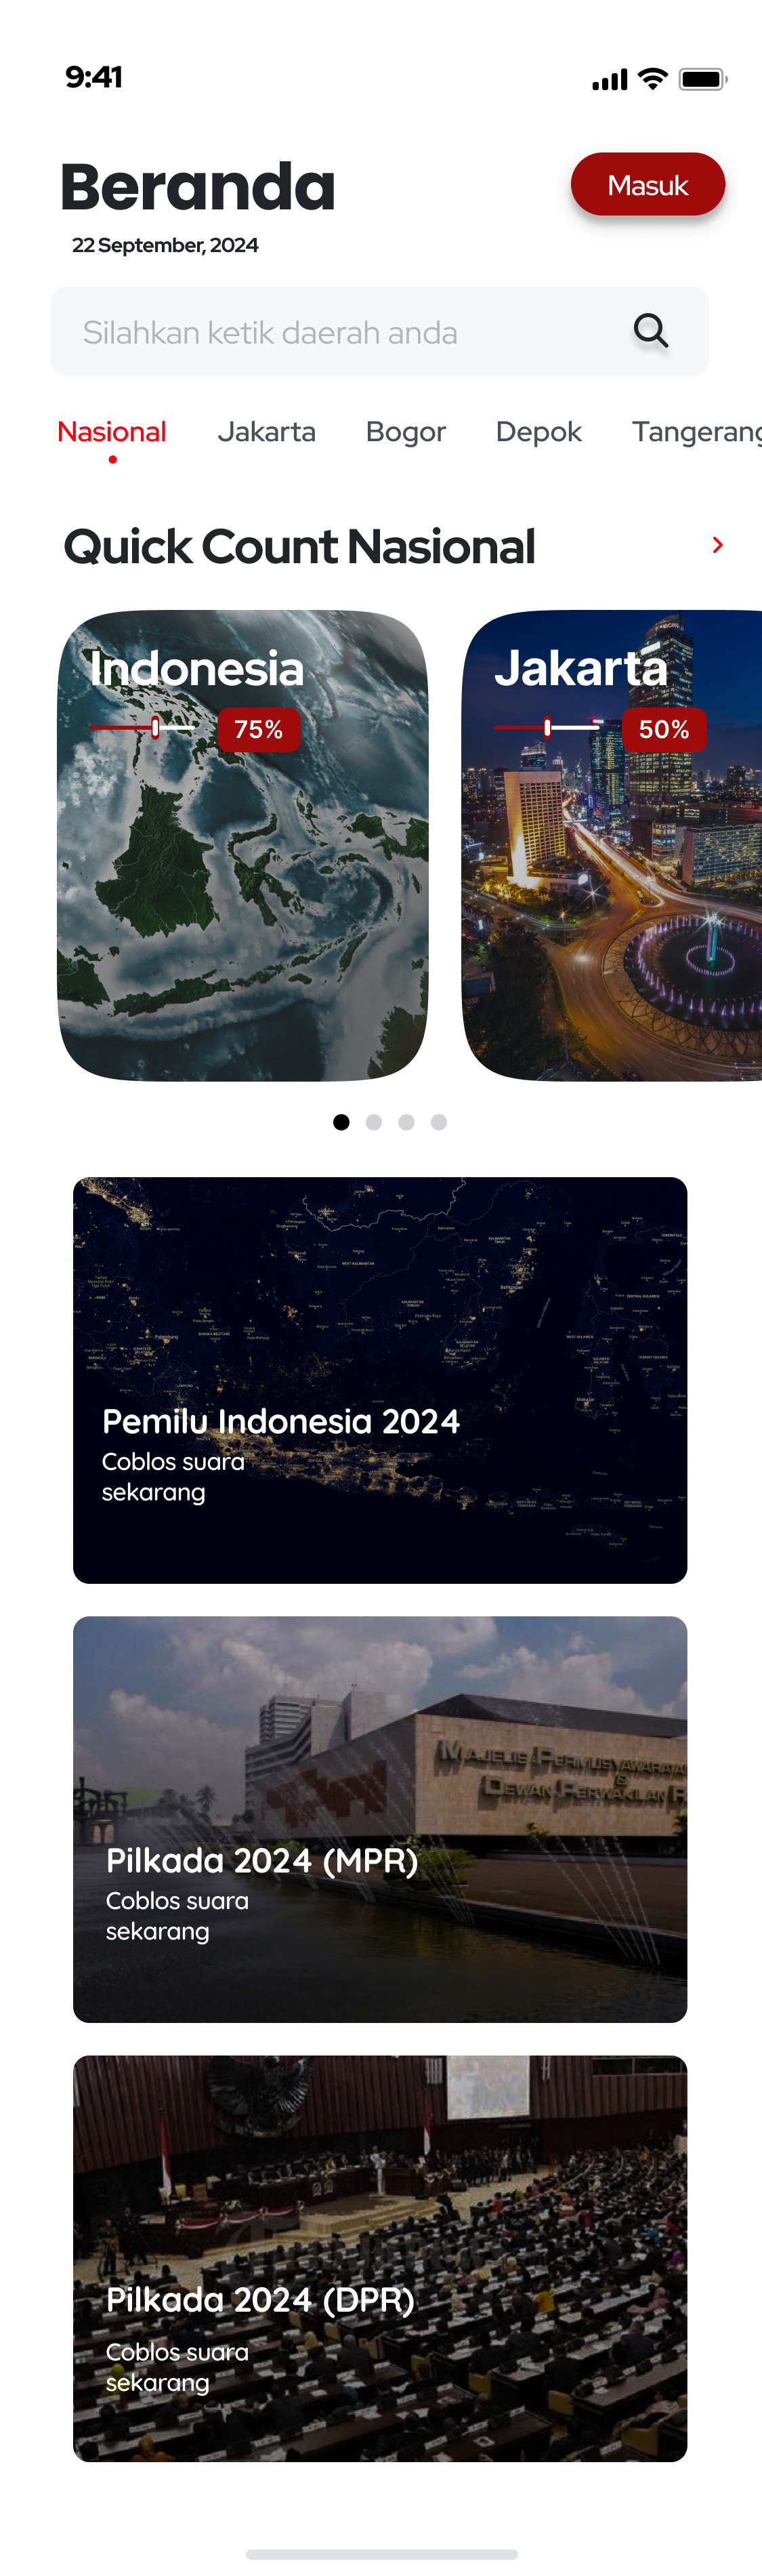 9:41
Beranda
Masuk
22 September, 2024
Silahkan ketik daerah anda
Nasional Jakarta Bogor Depok Tangerang
Quick Count Nasional
Indonesia
75%
Jakarta
50%
Pemilu Indonesia 2024
Coblos suara
sekarang
MAJELIS PERMUSYAWARAA
&
DEWAN PERWAKILAN R
Pilkada 2024 (MPR)
Coblos suara
sekarang
Pilkada 2024 (DPR)
Coblos suara
sekarang